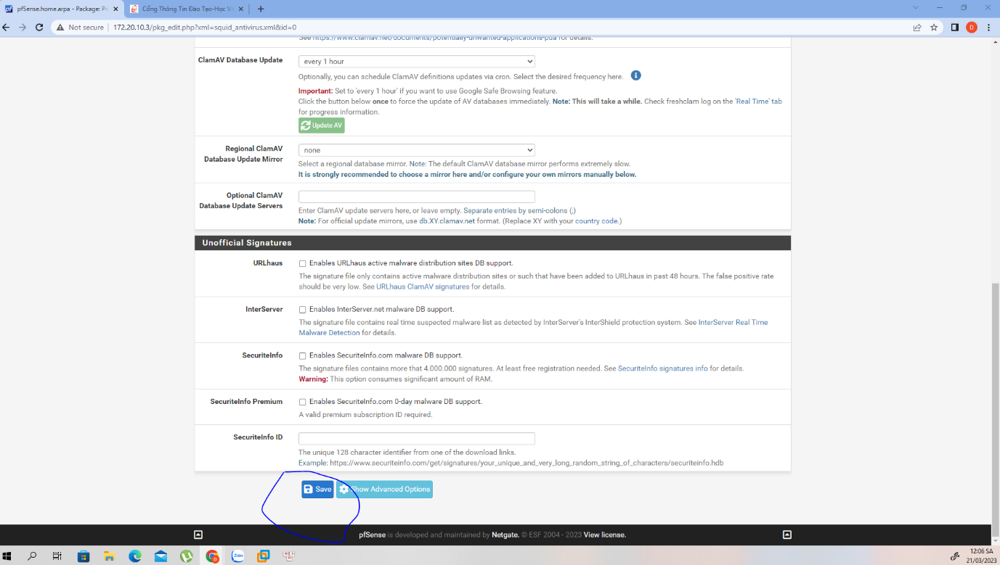 pfSense.home.arpa - Package: Pr
Cổng Thông Tin Đào Tạo-Học Vi
Not secure
172.20.10.3/pkg_edit.php?xml=squid_antivirus.xml&id=0
D
See https://www.clamav.net/documents/potentially-unwanted-applications-pua for details.
ClamAV Database Update
every 1 hour
Optionally, you can schedule ClamAV definitions updates via cron. Select the desired frequency here.
Important: Set to 'every 1 hour' if you want to use Google Safe Browsing feature.
Click the button below once to force the update of AV databases immediately. Note: This will take a while. Check freshclam log on the 'Real Time' tab
for progress information.
Update AV
Regional ClamAV
Database Update Mirror
none
Select a regional database mirror. Note: The default ClamAV database mirror performs extremely slow.
It is strongly recommended to choose a mirror here and/or configure your own mirrors manually below.
Optional ClamAV
Database Update Servers
Enter ClamAV update servers here, or leave empty. Separate entries by semi-colons (;)
Note: For official update mirrors, use db.XY.clamav.net format. (Replace XY with your country code.)
Unofficial Signatures
URLhaus
Enables URLhaus active malware distribution sites DB support.
The signature file only contains active malware distribution sites or such that have been added to URLhaus in past 48 hours. The false positive rate
should be very low. See URLhaus ClamAV signatures for details.
InterServer
Enables InterServer.net malware DB support.
The signature file contains real time suspected malware list as detected by InterServer's InterShield protection system. See InterServer Real Time
Malware Detection for details.
SecuriteInfo
Enables SecuriteInfo.com malware DB support.
The signature files contains more that 4.000.000 signatures. At least free registration needed. See SecuriteInfo signatures info for details.
Warning: This option consumes significant amount of RAM.
SecuriteInfo Premium
Enables SecuriteInfo.com 0-day malware DB support.
A valid premium subscription ID required.
SecuriteInfo ID
The unique 128 character identifier from one of the download links.
Example: https://www.securiteinfo.com/get/signatures/your_unique_and_very_long_random_string_of_characters/securiteinfo.hdb
Save
Show Advanced Options
pfSense is developed and maintained by Netgate. © ESF 2004 - 2023 View license.
Zalo
12:06 SA
21/03/2023